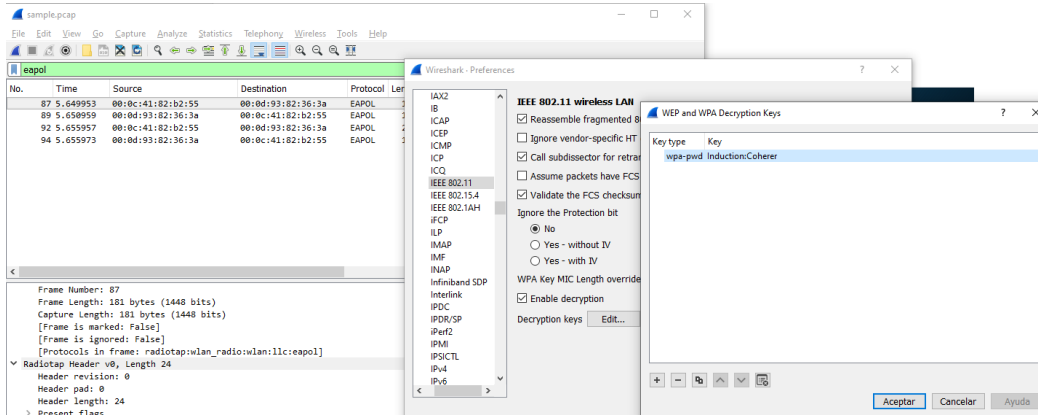 sample.pcap
File Edit View Go Capture Analyze Statistics Telephony Wireless Tools Help
eapol
No. Time Source Destination Protocol Ler
87 5.649953 00:0c:41:82:b2:55 00:0d:93:82:36:3a EAPOL 1
89 5.650959 00:0d:93:82:36:3a 00:0c:41:82:b2:55 EAPOL 1
92 5.655957 00:0c:41:82:b2:55 00:0d:93:82:36:3a EAPOL 2
94 5.655973 00:0d:93:82:36:3a 00:0c:41:82:b2:55 EAPOL 1
Frame Number: 87
Frame Length: 181 bytes (1448 bits)
Capture Length: 181 bytes (1448 bits)
[Frame is marked: False]
[Frame is ignored: False]
[Protocols in frame: radiotap:wlan_radio:wlan:llc:eapol]
Radiotap Header v0, Length 24
Header revision: 0
Header pad: 0
Header length: 24
Present flags
Wireshark · Preferences
IAX2
IB
ICAP
ICEP
ICMP
ICP
ICQ
IEEE 802.11
IEEE 802.15.4
IEEE 802.1AH
iFCP
ILP
IMAP
IMF
INAP
Infiniband SDP
Interlink
IPDC
IPDR/SP
iPerf2
IPMI
IPSICTL
IPv4
IPv6
IEEE 802.11 wireless LAN
Reassemble fragmented 8
Ignore vendor-specific HT
Call subdissector for retra
Assume packets have FCS
Validate the FCS checksum
Ignore the Protection bit
No
Yes - without IV
Yes - with IV
WPA Key MIC Length override
Enable decryption
Decryption keys Edit...
WEP and WPA Decryption Keys
Key type Key
wpa-pwd Induction:Coherer
Aceptar Cancelar Ayuda